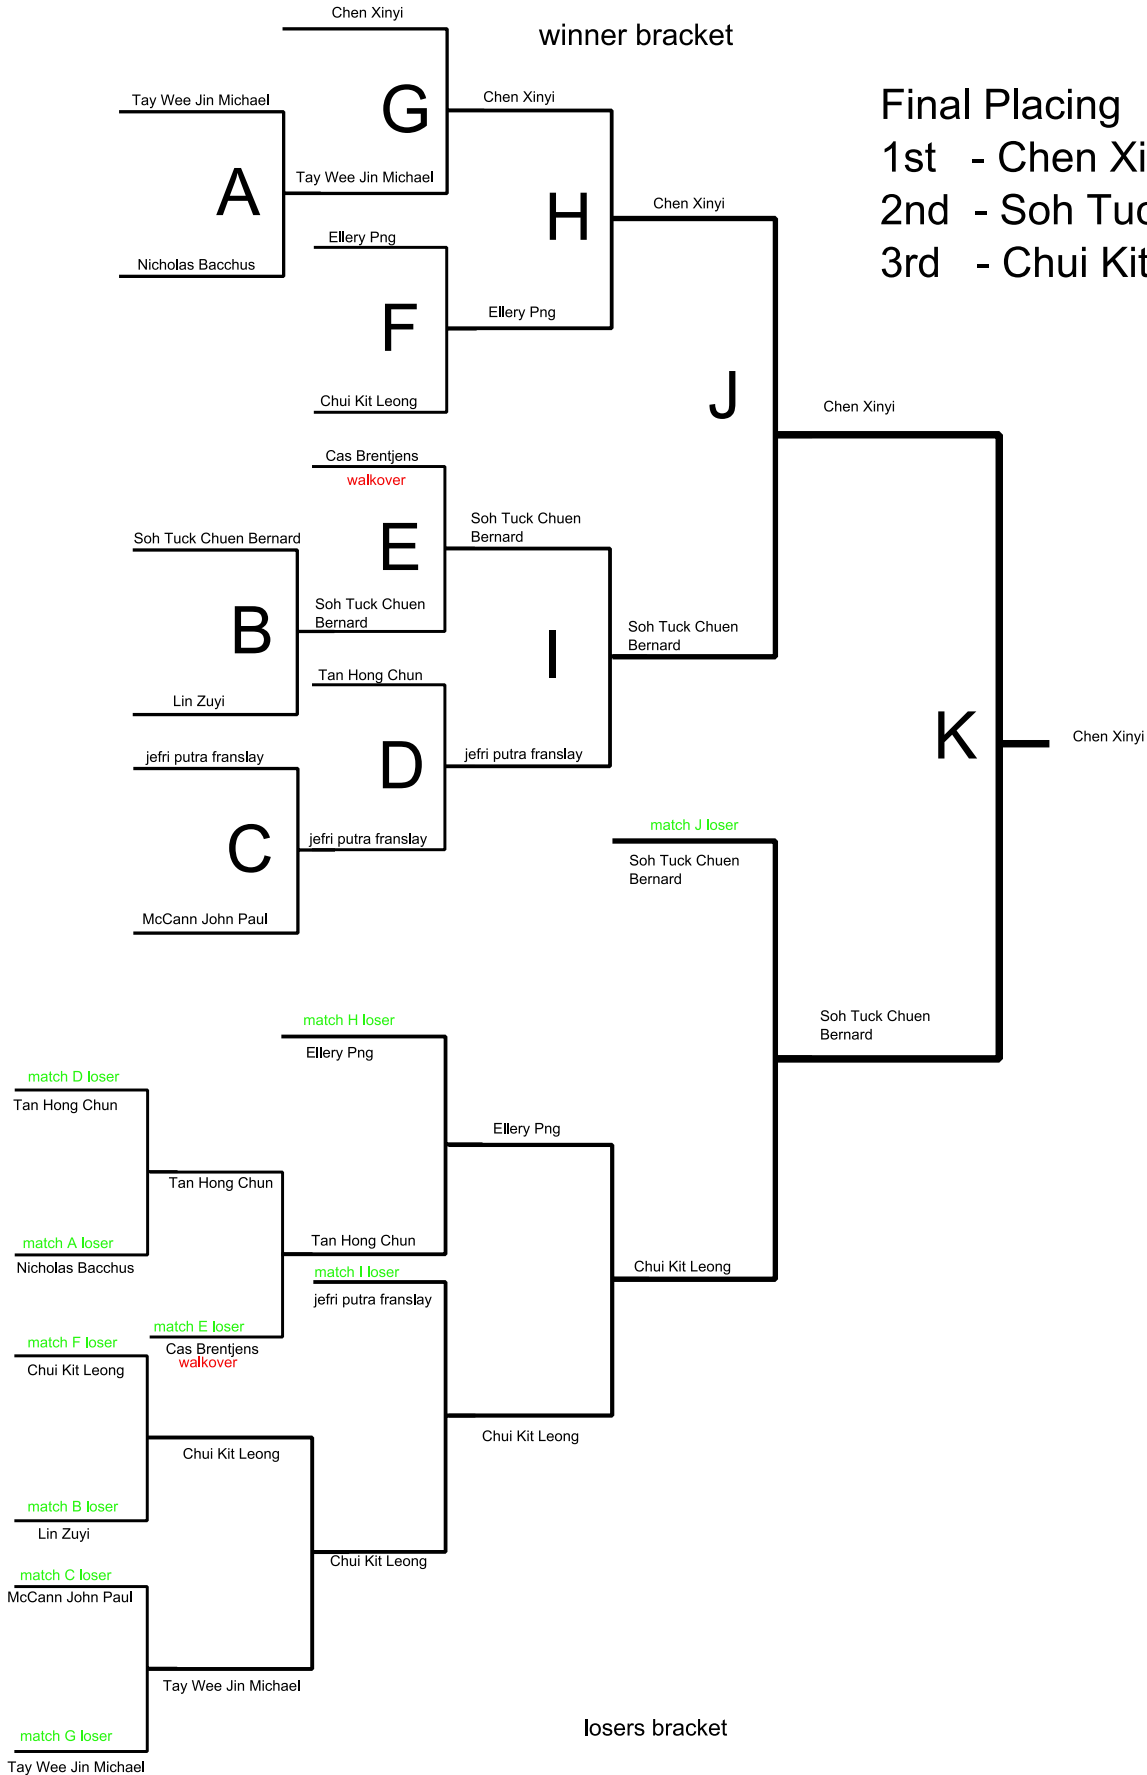 Chen Xinyi
winner bracket
Tay Wee Jin Michael
G
Chen Xinyi
Final Placing
1st - Chen Xi
2nd - Soh Tuc
3rd - Chui Kit
A
Tay Wee Jin Michael
H
Chen Xinyi
Ellery Png
Nicholas Bacchus
F
Ellery Png
Chui Kit Leong
J
Chen Xinyi
Cas Brentjens
walkover
E
Soh Tuck Chuen
Bernard
Soh Tuck Chuen Bernard
B
Soh Tuck Chuen
Bernard
I
Soh Tuck Chuen
Bernard
Tan Hong Chun
Lin Zuyi
K
Chen Xinyi
jefri putra franslay
D
jefri putra franslay
C
jefri putra franslay
match J loser
Soh Tuck Chuen
Bernard
McCann John Paul
Soh Tuck Chuen
Bernard
match H loser
Ellery Png
match D loser
Tan Hong Chun
Ellery Png
Tan Hong Chun
match A loser
Nicholas Bacchus
Tan Hong Chun
match I loser
jefri putra franslay
Chui Kit Leong
match E loser
Cas Brentjens
walkover
match F loser
Chui Kit Leong
Chui Kit Leong
Chui Kit Leong
match B loser
Lin Zuyi
Chui Kit Leong
match C loser
McCann John Paul
Tay Wee Jin Michael
match G loser
Tay Wee Jin Michael
losers bracket